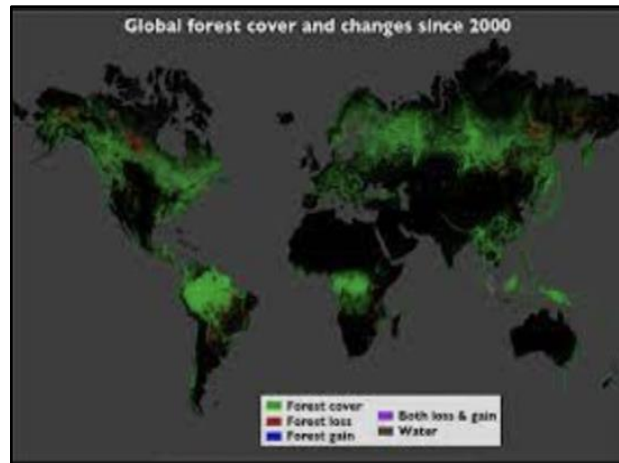 Global forest cover and changes since 2000
Forest cover
Forest loss
Forest gain
Both loss & gain
Water